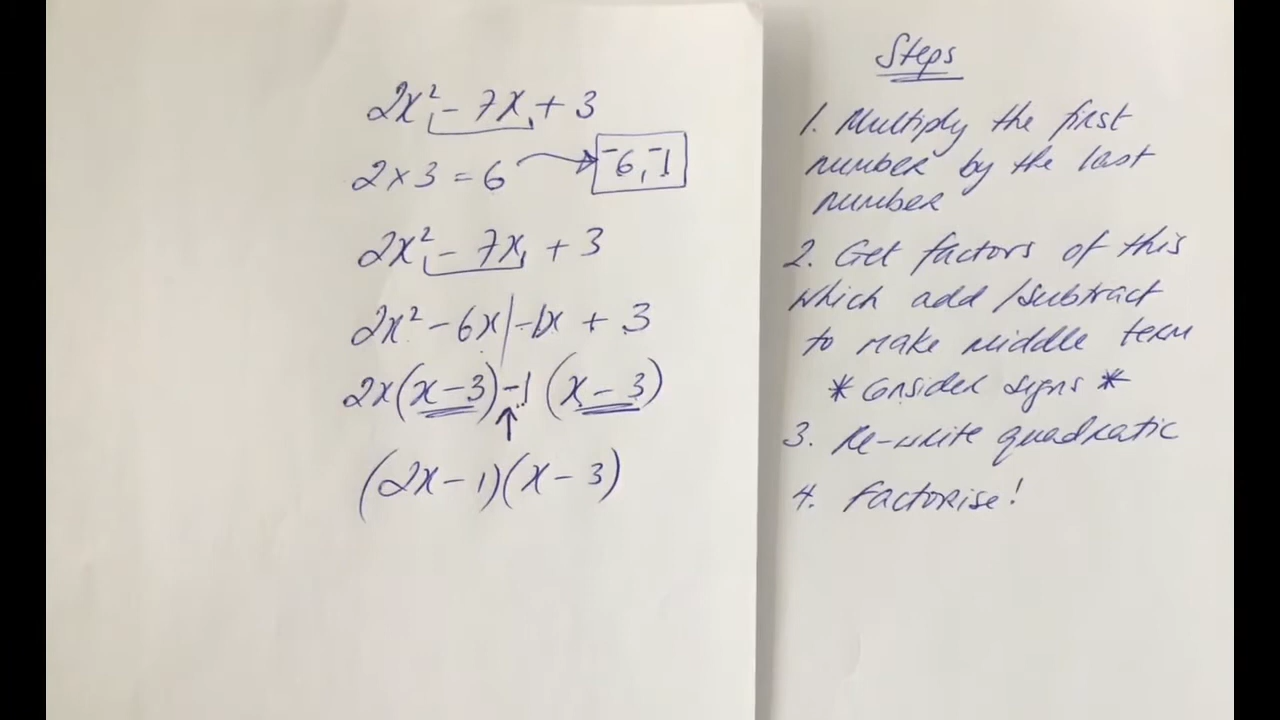 2x² - 7x + 3
2 x 3 = 6 → ⁻6, ⁻1
2x² - 7x + 3
2x² - 6x | -1x + 3
2x(x-3) -1 (x-3)
↑
(2x-1)(x-3)
Steps
1. Multiply the first
number by the last
number
2. Get factors of this
which add/subtract
to make middle term
* Consider signs *
3. Re-write quadratic
4. Factorise!